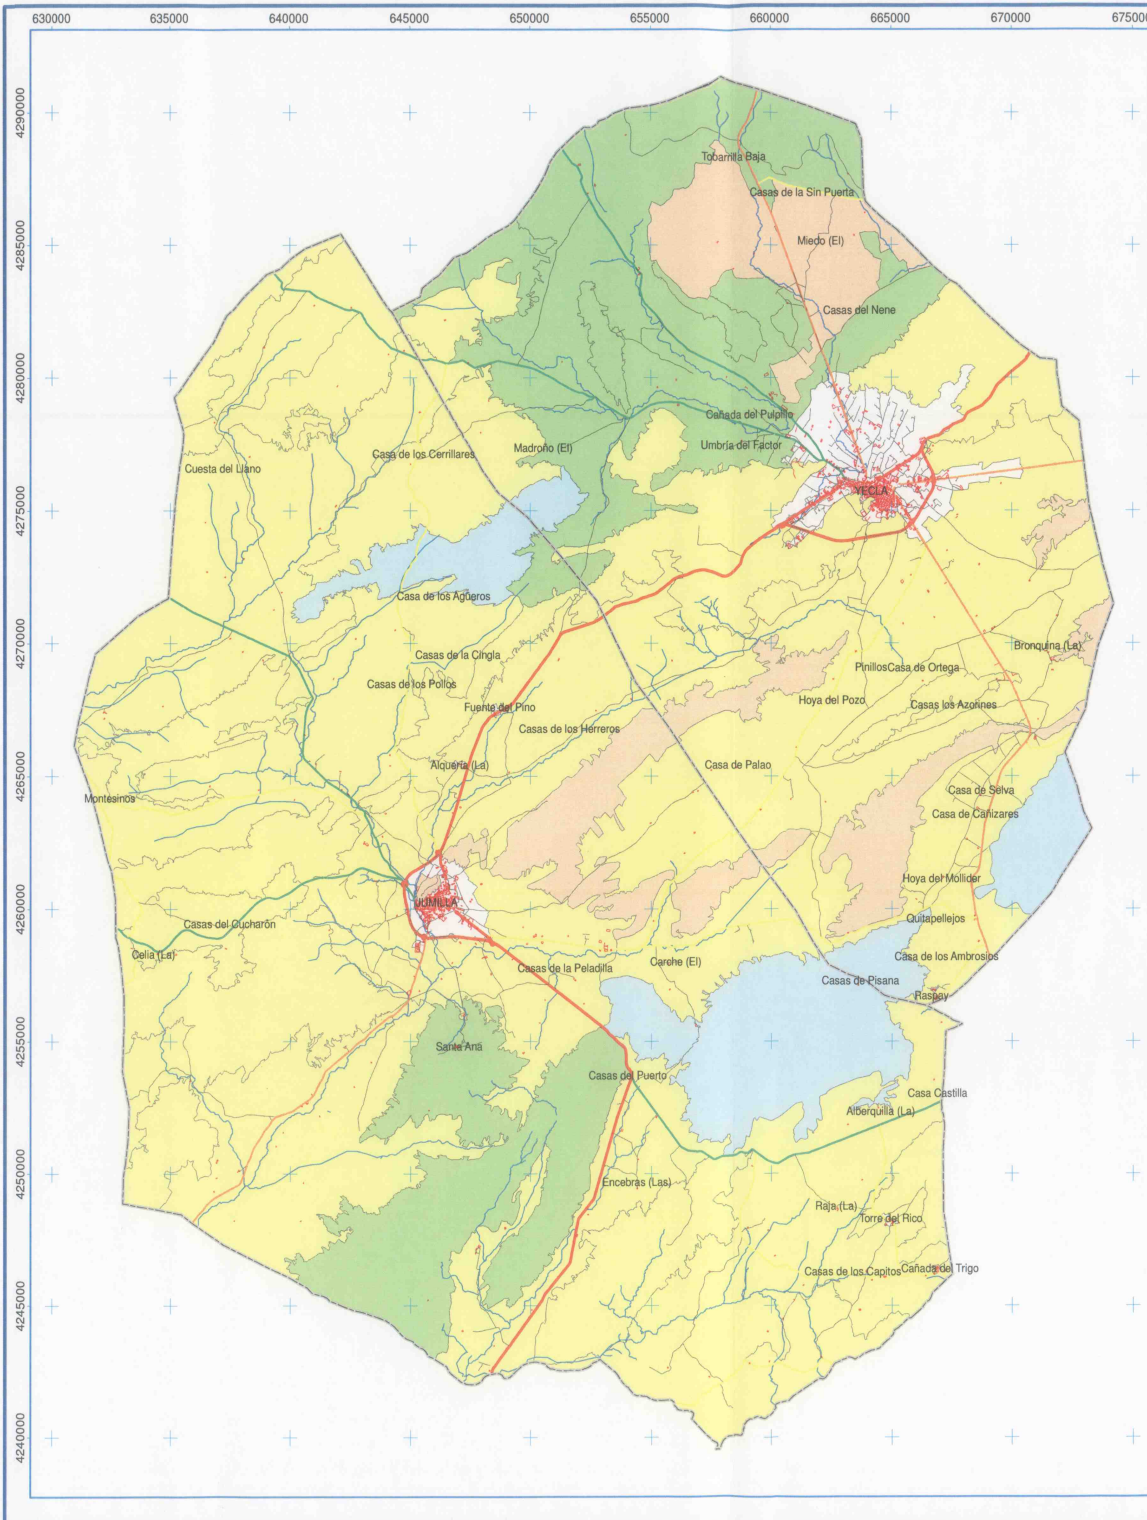 630000 635000 640000 645000 650000 655000 660000 665000 670000 675000
4290000
4285000
4280000
4275000
4270000
4265000
4260000
4255000
4250000
4245000
4240000
Tobarrilla Baja
Casas de la Sin Puerta
Miedo (El)
Casas del Nene
Cañada del Pulpillo
Umbría del Factor
Madroño (El)
Casa de los Cerrillares
Cuesta del Llano
YECLA
Casa de los Agüeros
Casas de la Cingla
Casas de los Pollos
Fuente del Pino
Casas de los Herreros
Alquería (La)
Bronquina (La)
Pinillos
Casa de Ortega
Hoya del Pozo
Casas los Azorines
Casa de Palao
Casa de Selva
Casa de Cañizares
Montesinos
Hoya del Mollider
JUMILLA
Quitapellejos
Casas del Cucharón
Celia (La)
Casas de la Peladilla
Carche (El)
Casa de los Ambrosios
Casas de Pisana
Raspay
Santa Ana
Casas del Puerto
Casa Castilla
Alberquilla (La)
Encebras (Las)
Raja (La)
Torre del Rico
Casas de los Capitos
Cañada del Trigo